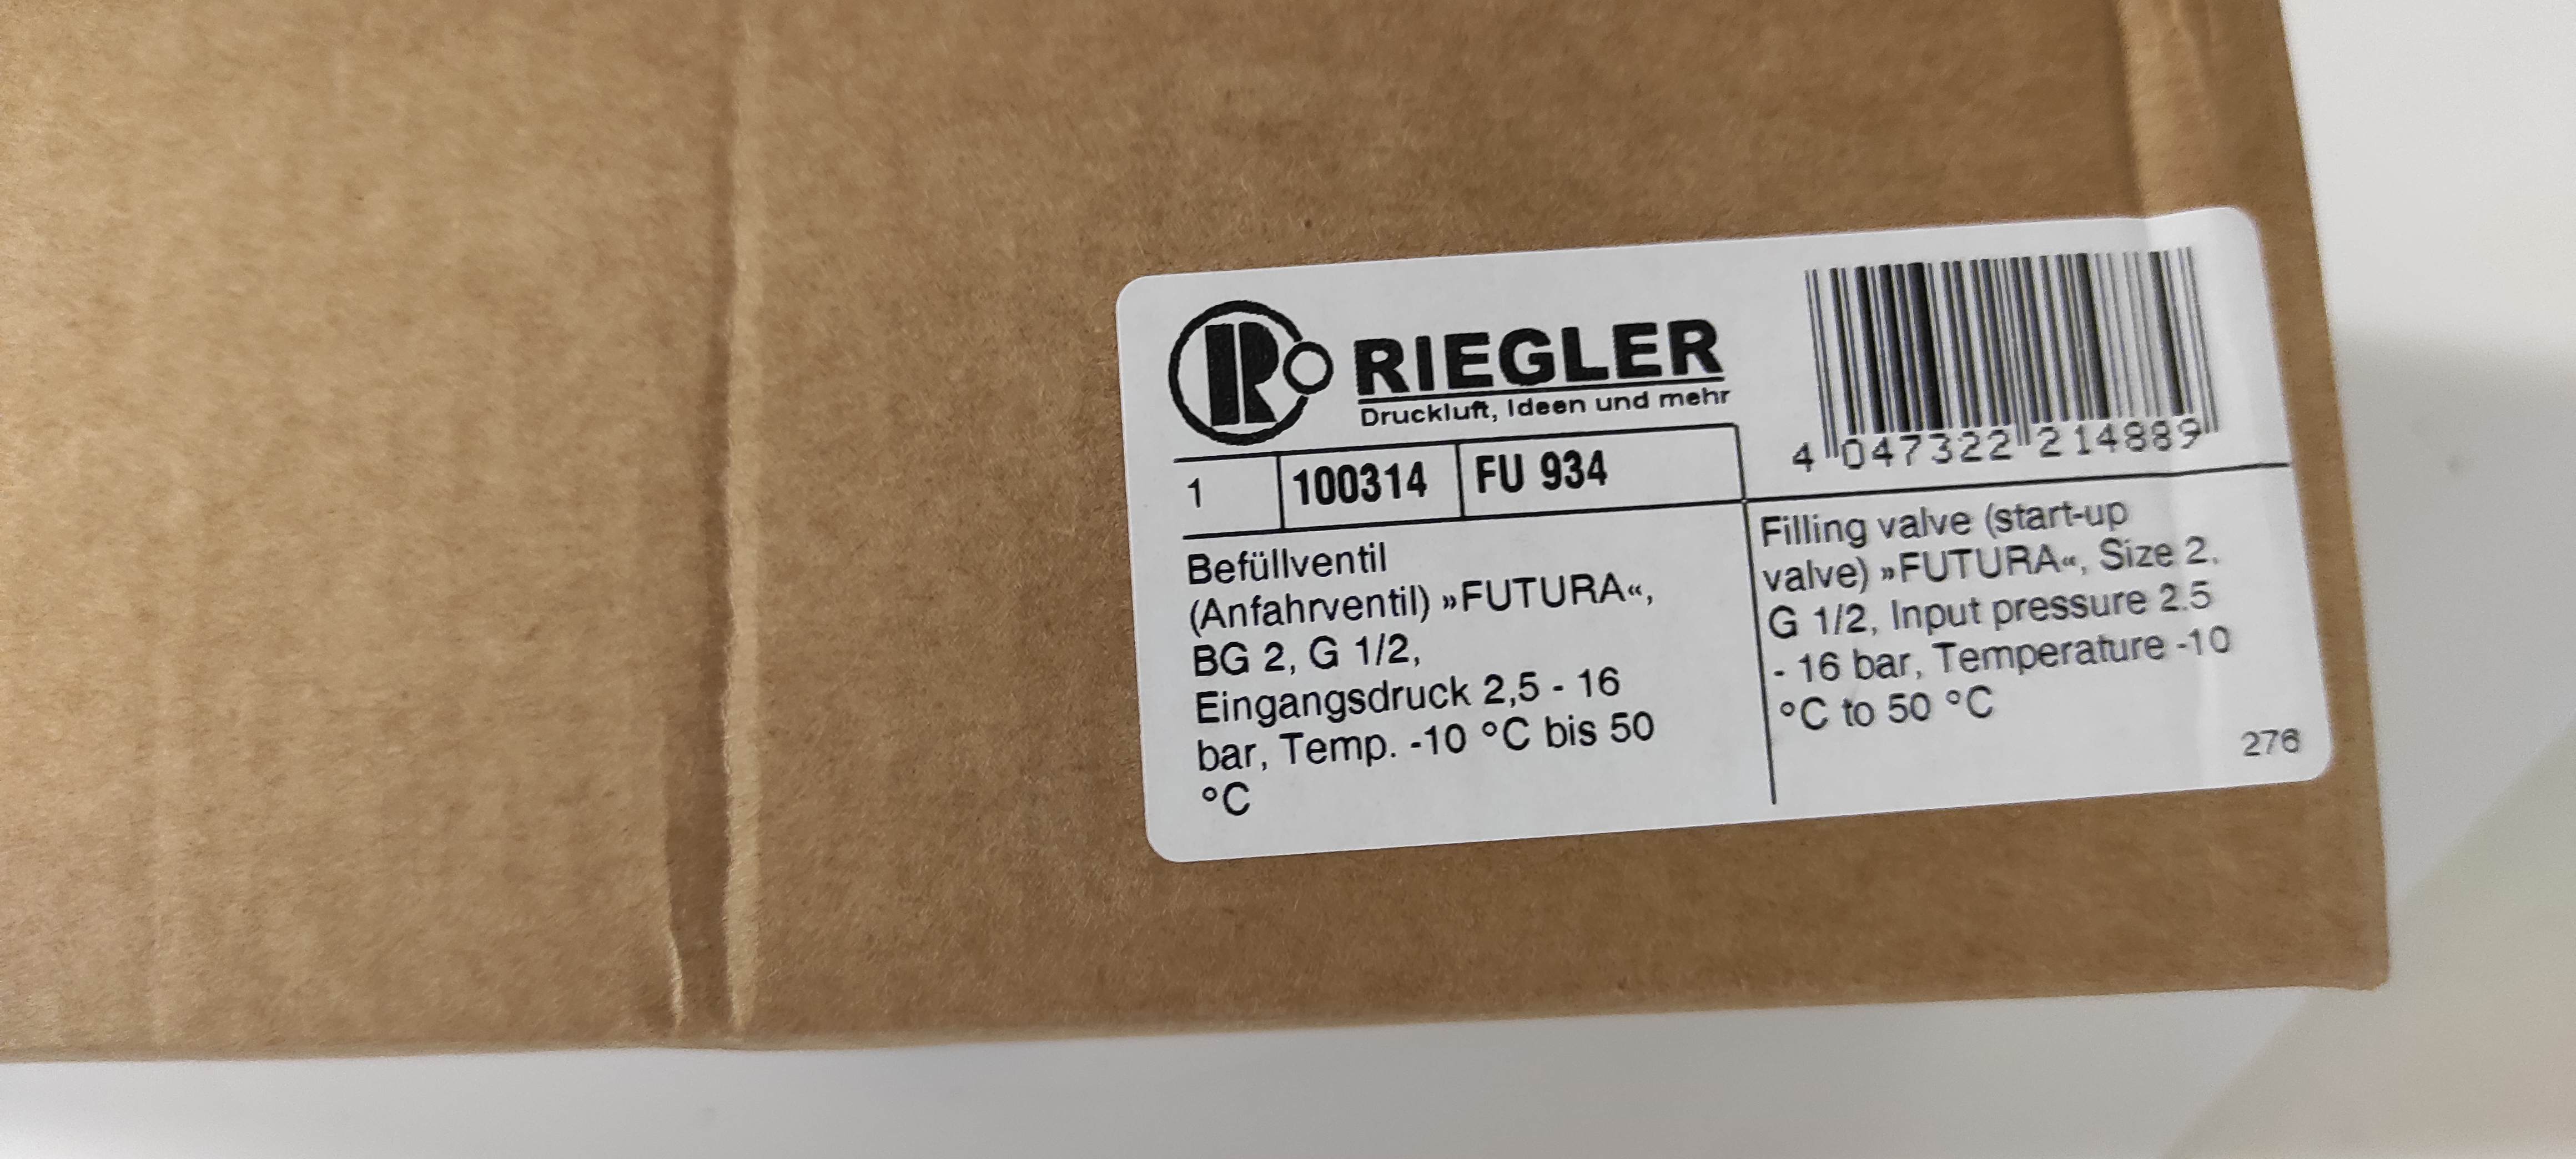 RIEGLER
Druckluft, Ideen und mehr
4 047322 214889
1 100314 FU 934
Befüllventil
(Anfahrventil) »FUTURA«,
BG 2, G 1/2,
Eingangsdruck 2,5 - 16
bar, Temp. -10 °C bis 50
°C
Filling valve (start-up
valve) »FUTURA«, Size 2,
G 1/2, Input pressure 2.5
- 16 bar, Temperature -10
°C to 50 °C
276